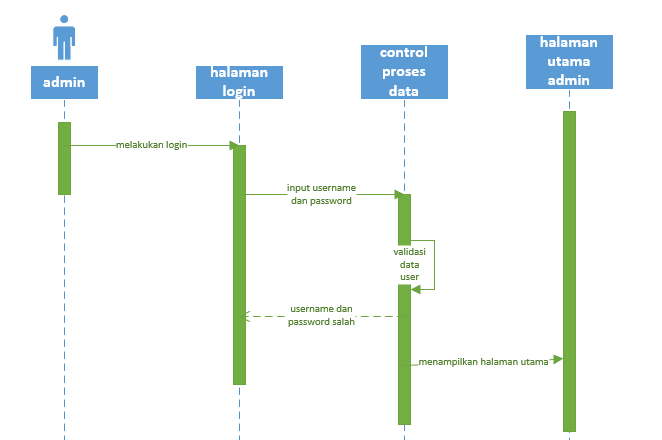 admin
halaman
login
control
proses
data
halaman
utama
admin
melakukan login
input username
dan password
validasi
data
user
username dan
password salah
menampilkan halaman utama